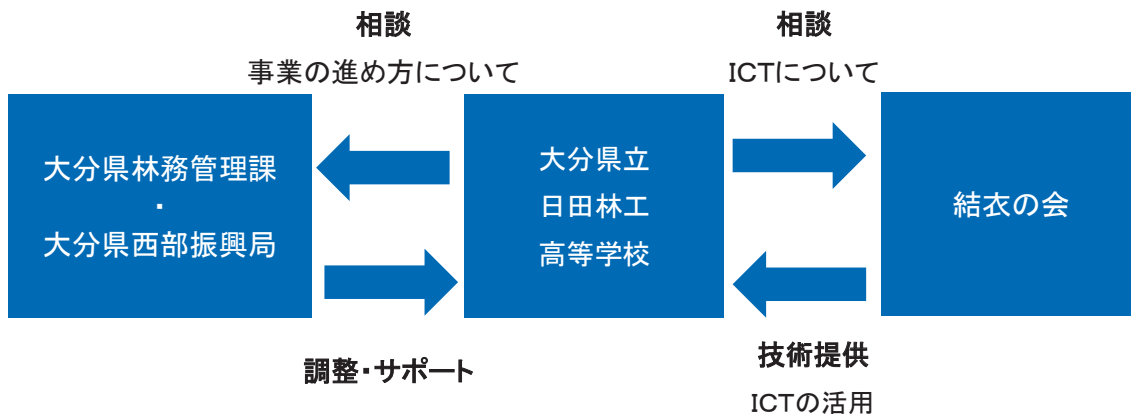 相談
事業の進め方について
相談
ICTについて
大分県林務管理課
・
大分県西部振興局
大分県立
日田林工
高等学校
結衣の会
調整・サポート
技術提供
ICTの活用